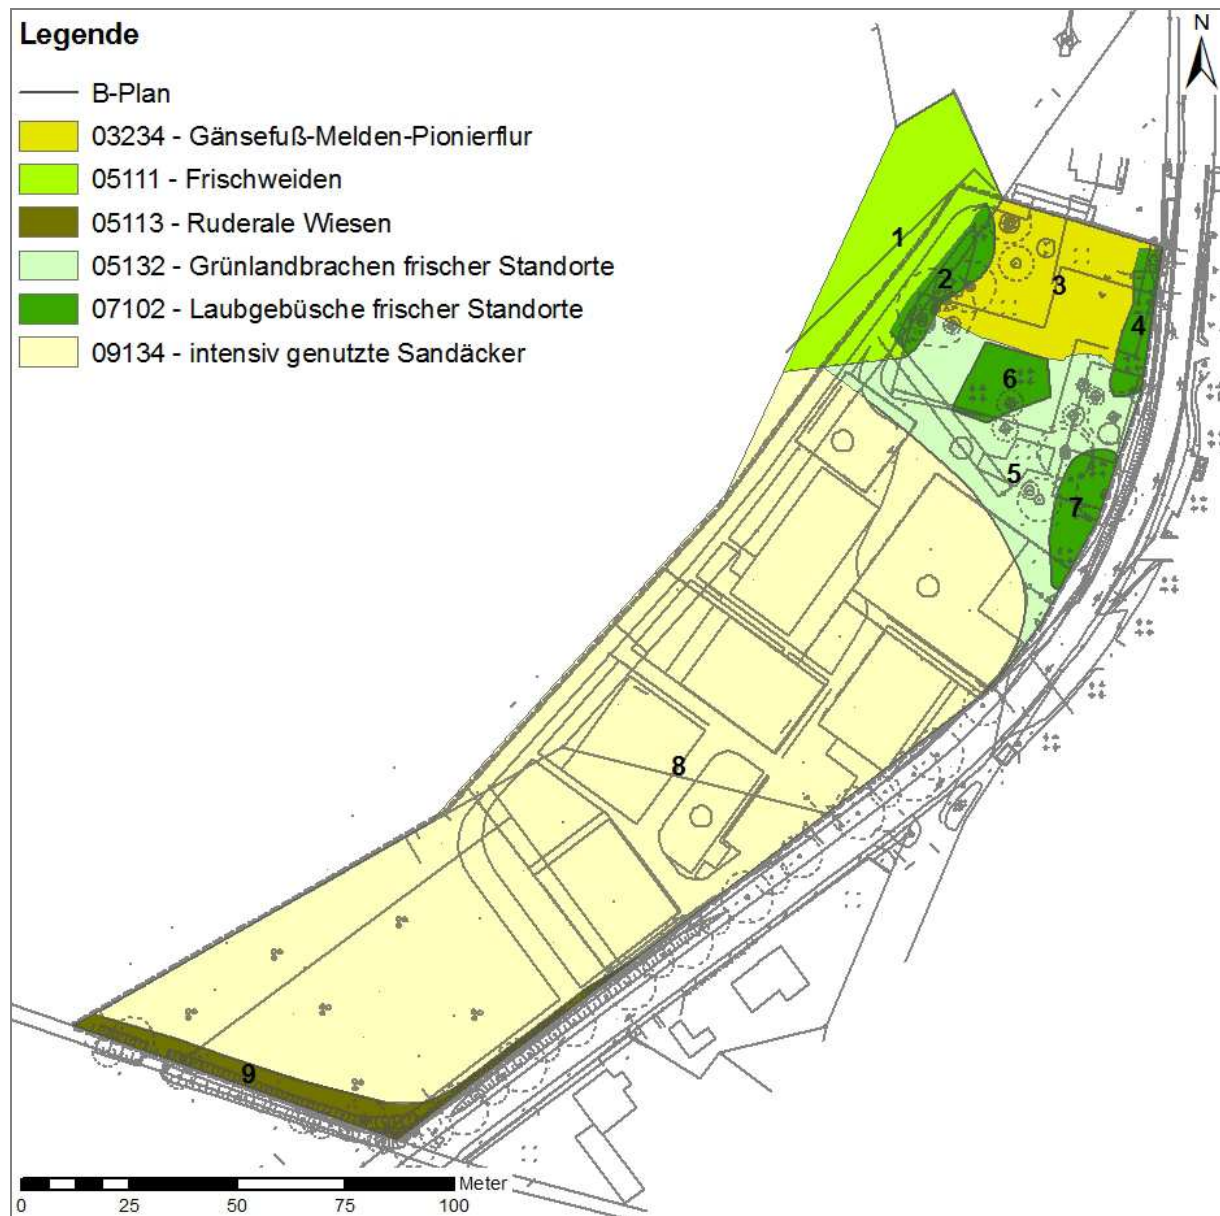 Legende
N
B-Plan
03234 - Gänsefuß-Melden-Pionierflur
05111 - Frischweiden
05113 - Ruderale Wiesen
05132 - Grünlandbrachen frischer Standorte
07102 - Laubgebüsche frischer Standorte
09134 - intensiv genutzte Sandäcker
1
2
3
4
6
5
7
8
9
Meter
0 25 50 75 100